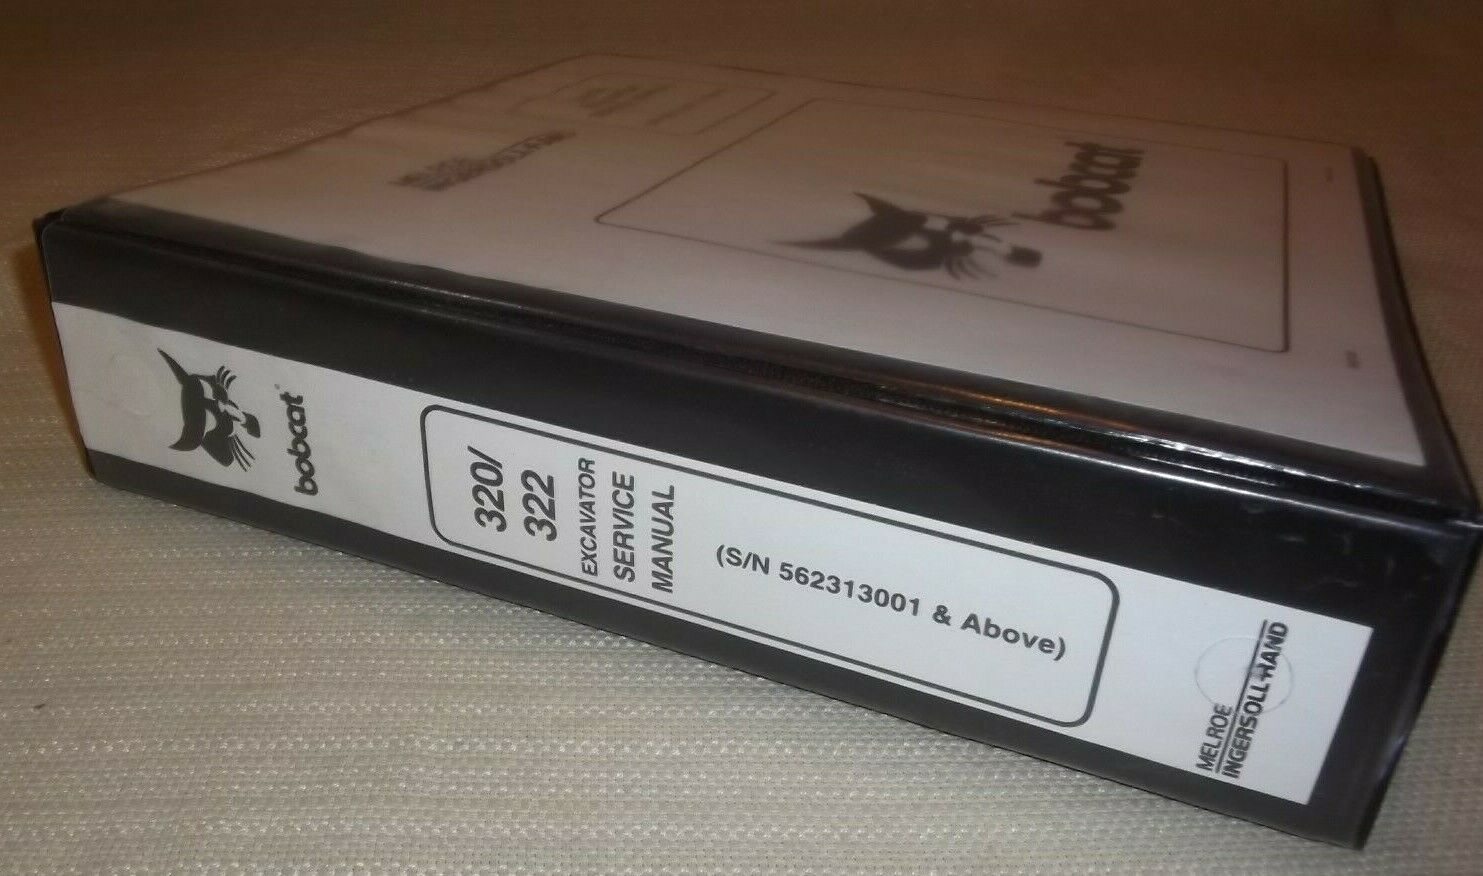 bobcat
bobcat
320/
322
EXCAVATOR
SERVICE
MANUAL
(S/N 562313001 & Above)
MELROE
INGERSOLL-RAND